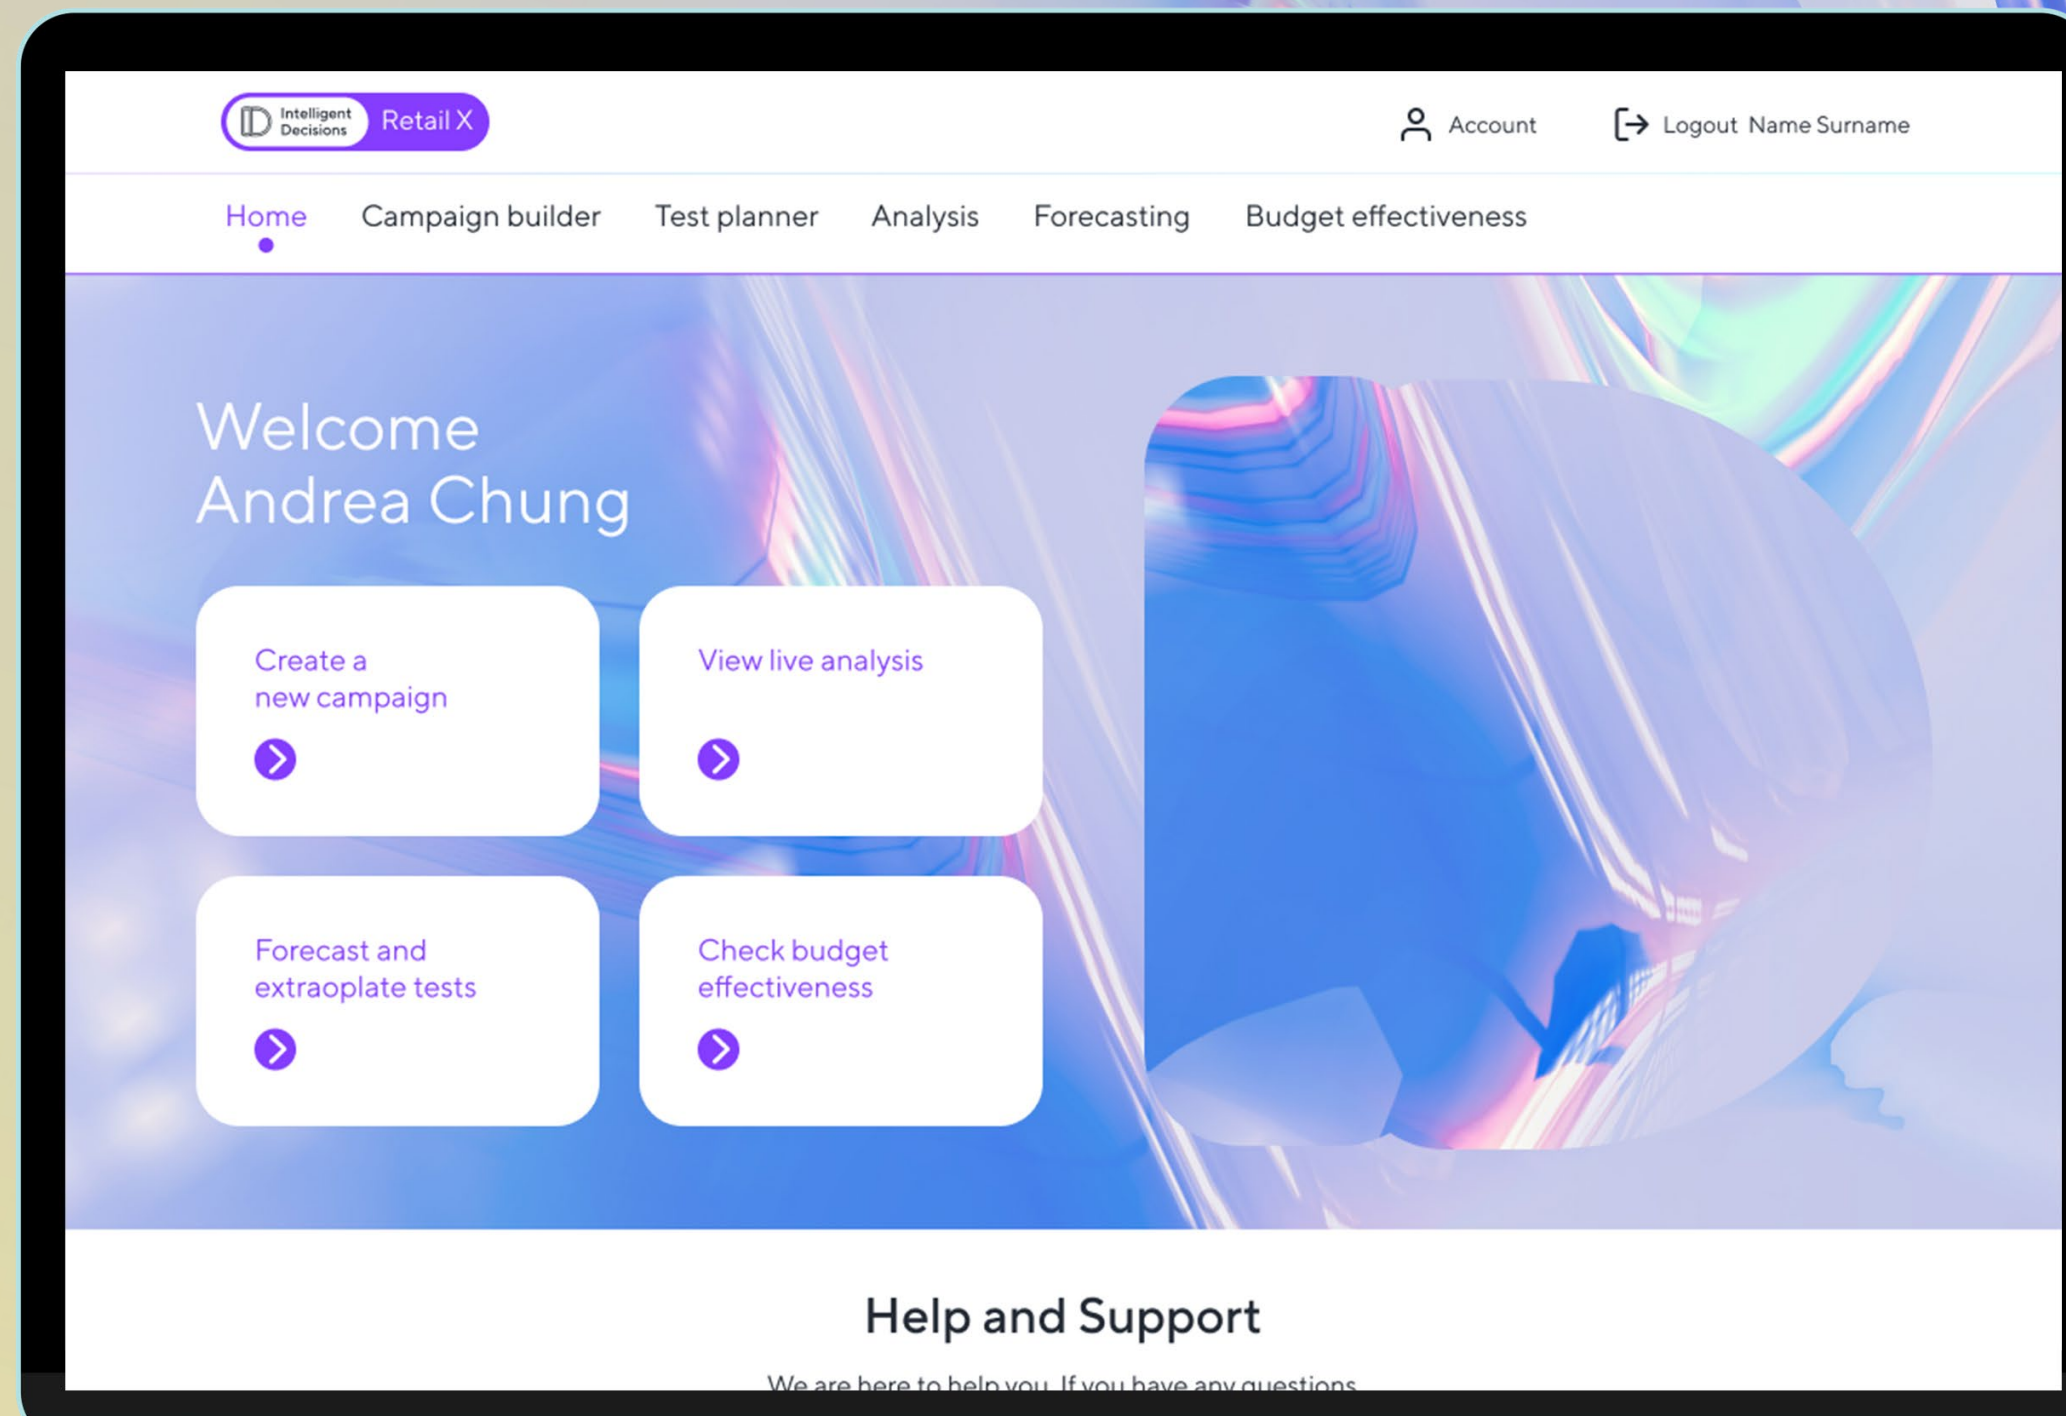 Intelligent
Decisions
Retail X
Account
Logout Name Surname
Home Campaign builder Test planner Analysis Forecasting Budget effectiveness
Welcome
Andrea Chung
Create a
new campaign
View live analysis
Forecast and
extraoplate tests
Check budget
effectiveness
Help and Support
We are here to help you. If you have any questions